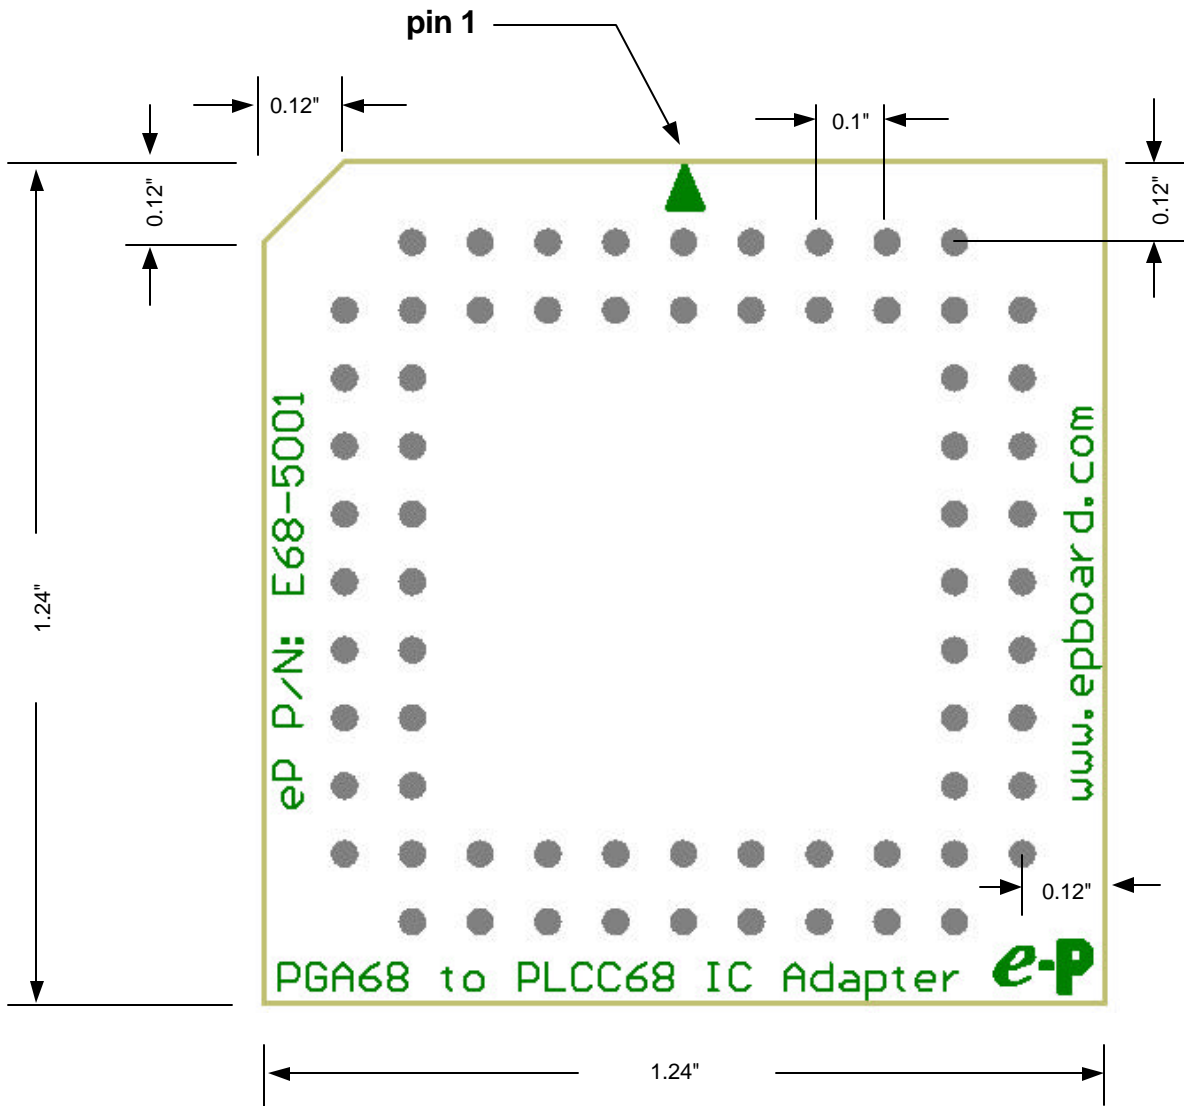 pin 1
0.12"
0.1"
0.12"
0.12"
eP P/N: E68-5001
www.epboard.com
1.24"
0.12"
e-P
PGA68 to PLCC68 IC Adapter
1.24"